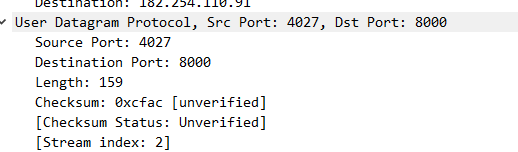 Destination: 182.254.110.91
User Datagram Protocol, Src Port: 4027, Dst Port: 8000
Source Port: 4027
Destination Port: 8000
Length: 159
Checksum: 0xcfac [unverified]
[Checksum Status: Unverified]
[Stream index: 2]